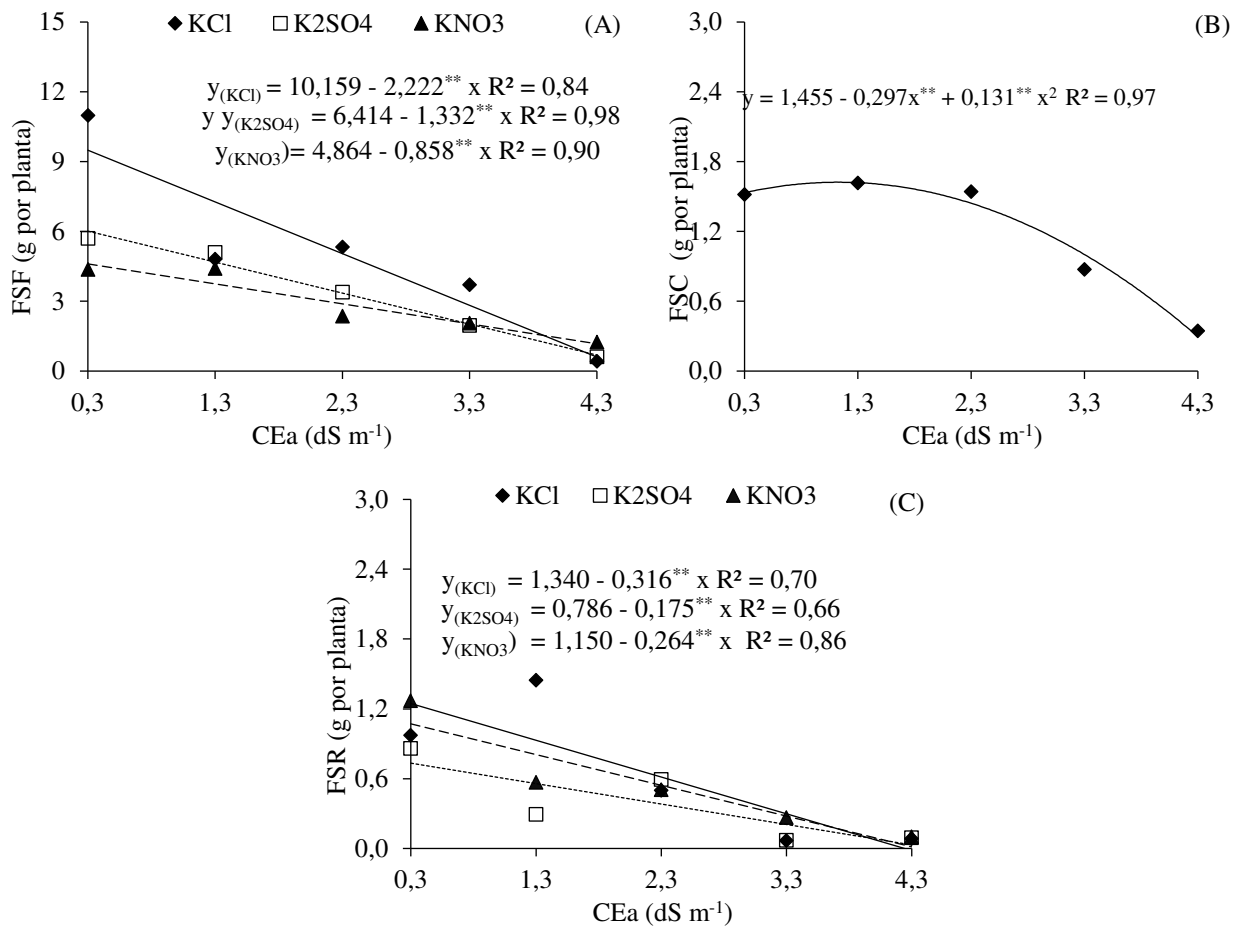 KCl K2SO4 KNO3 (A)
y(KCl) = 10,159 - 2,222** x R² = 0,84
y y(K2SO4) = 6,414 - 1,332** x R² = 0,98
y(KNO3)= 4,864 - 0,858** x R² = 0,90
15
12
9
6
3
0
FSF (g por planta)
0,3 1,3 2,3 3,3 4,3
CEa (dS m-1)
(B)
y = 1,455 - 0,297x** + 0,131** x2 R² = 0,97
3,0
2,4
1,8
1,2
0,6
0,0
FSC (g por planta)
0,3 1,3 2,3 3,3 4,3
CEa (dS m-1)
KCl K2SO4 KNO3 (C)
y(KCl) = 1,340 - 0,316** x R² = 0,70
y(K2SO4) = 0,786 - 0,175** x R² = 0,66
y(KNO3) = 1,150 - 0,264** x R² = 0,86
3,0
2,4
1,8
1,2
0,6
0,0
FSR (g por planta)
0,3 1,3 2,3 3,3 4,3
CEa (dS m-1)